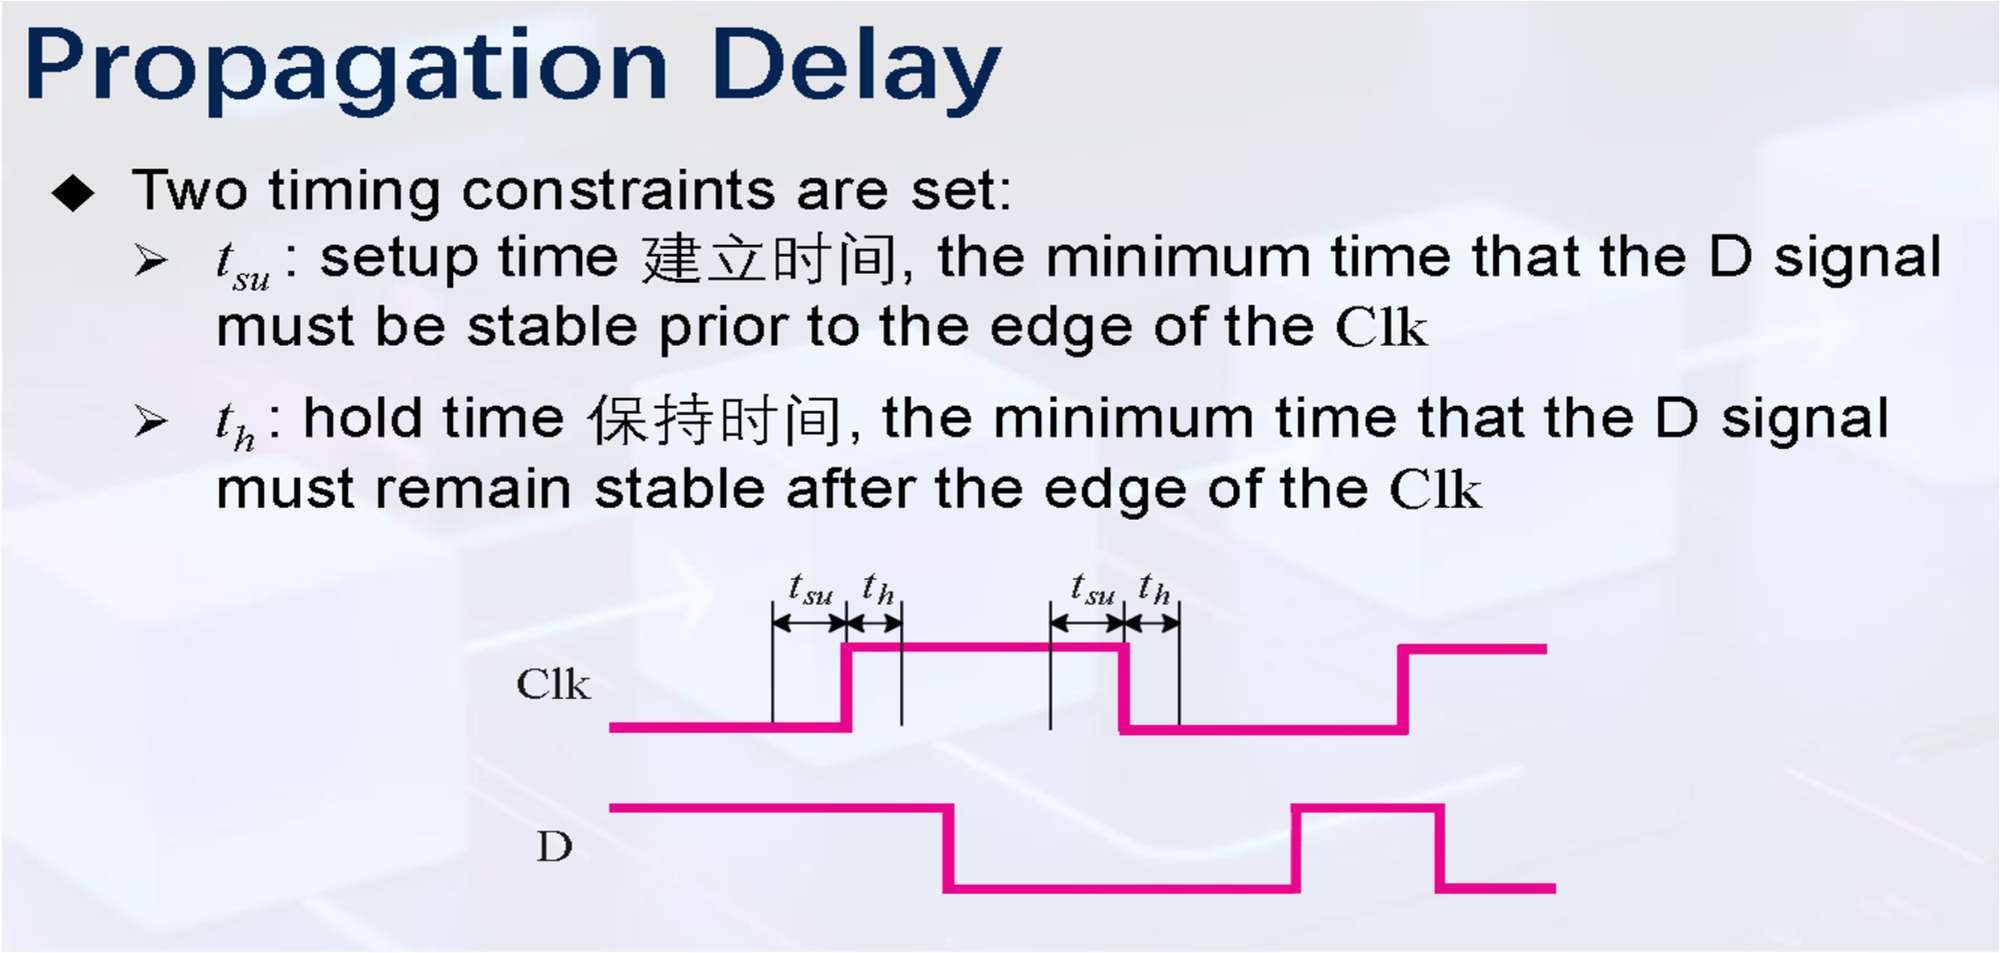 Propagation Delay
◆ Two timing constraints are set:
➢ tsu : setup time 建立时间, the minimum time that the D signal
must be stable prior to the edge of the Clk
➢ th : hold time 保持时间, the minimum time that the D signal
must remain stable after the edge of the Clk
tsu th tsu th
Clk
D